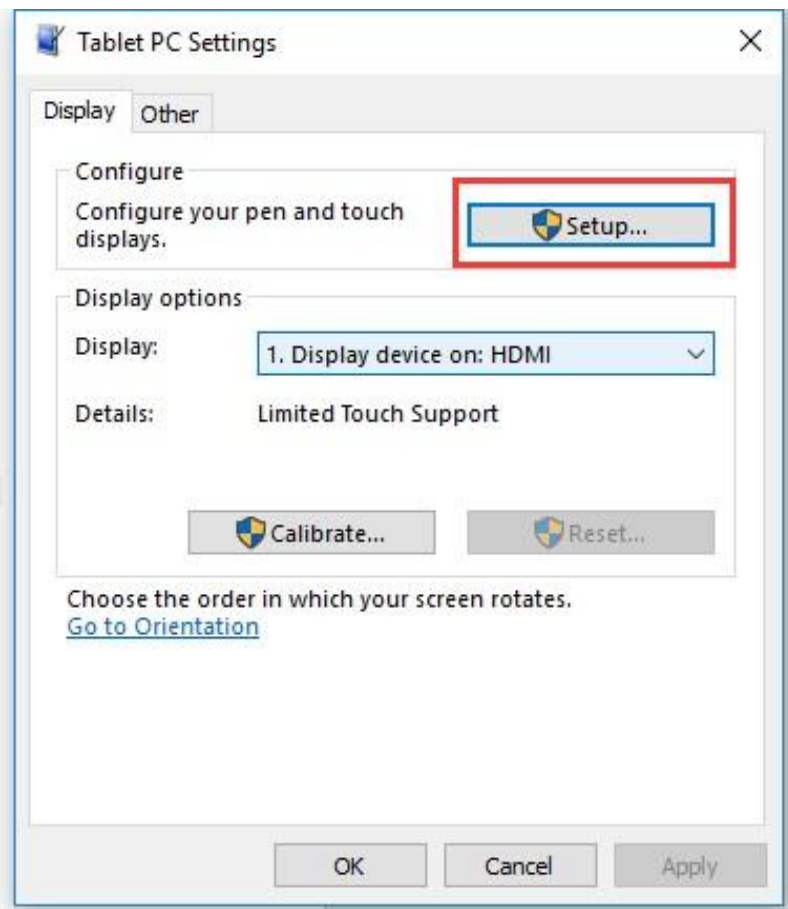 Tablet PC Settings
Display
Other
Configure
Configure your pen and touch
displays.
Setup...
Display options
Display:
1. Display device on: HDMI
Details:
Limited Touch Support
Calibrate...
Reset...
Choose the order in which your screen rotates.
Go to Orientation
OK
Cancel
Apply